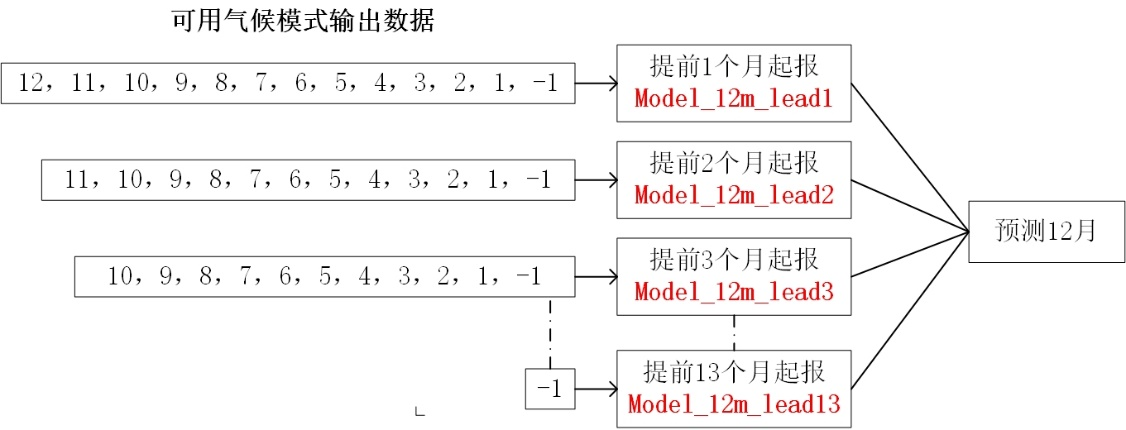 可用气候模式输出数据
12，11，10，9，8，7，6，5，4，3，2，1，-1
提前1个月起报
Model_12m_lead1
11，10，9，8，7，6，5，4，3，2，1，-1
提前2个月起报
Model_12m_lead2
预测12月
10，9，8，7，6，5，4，3，2，1，-1
提前3个月起报
Model_12m_lead3
-1
提前13个月起报
Model_12m_lead13